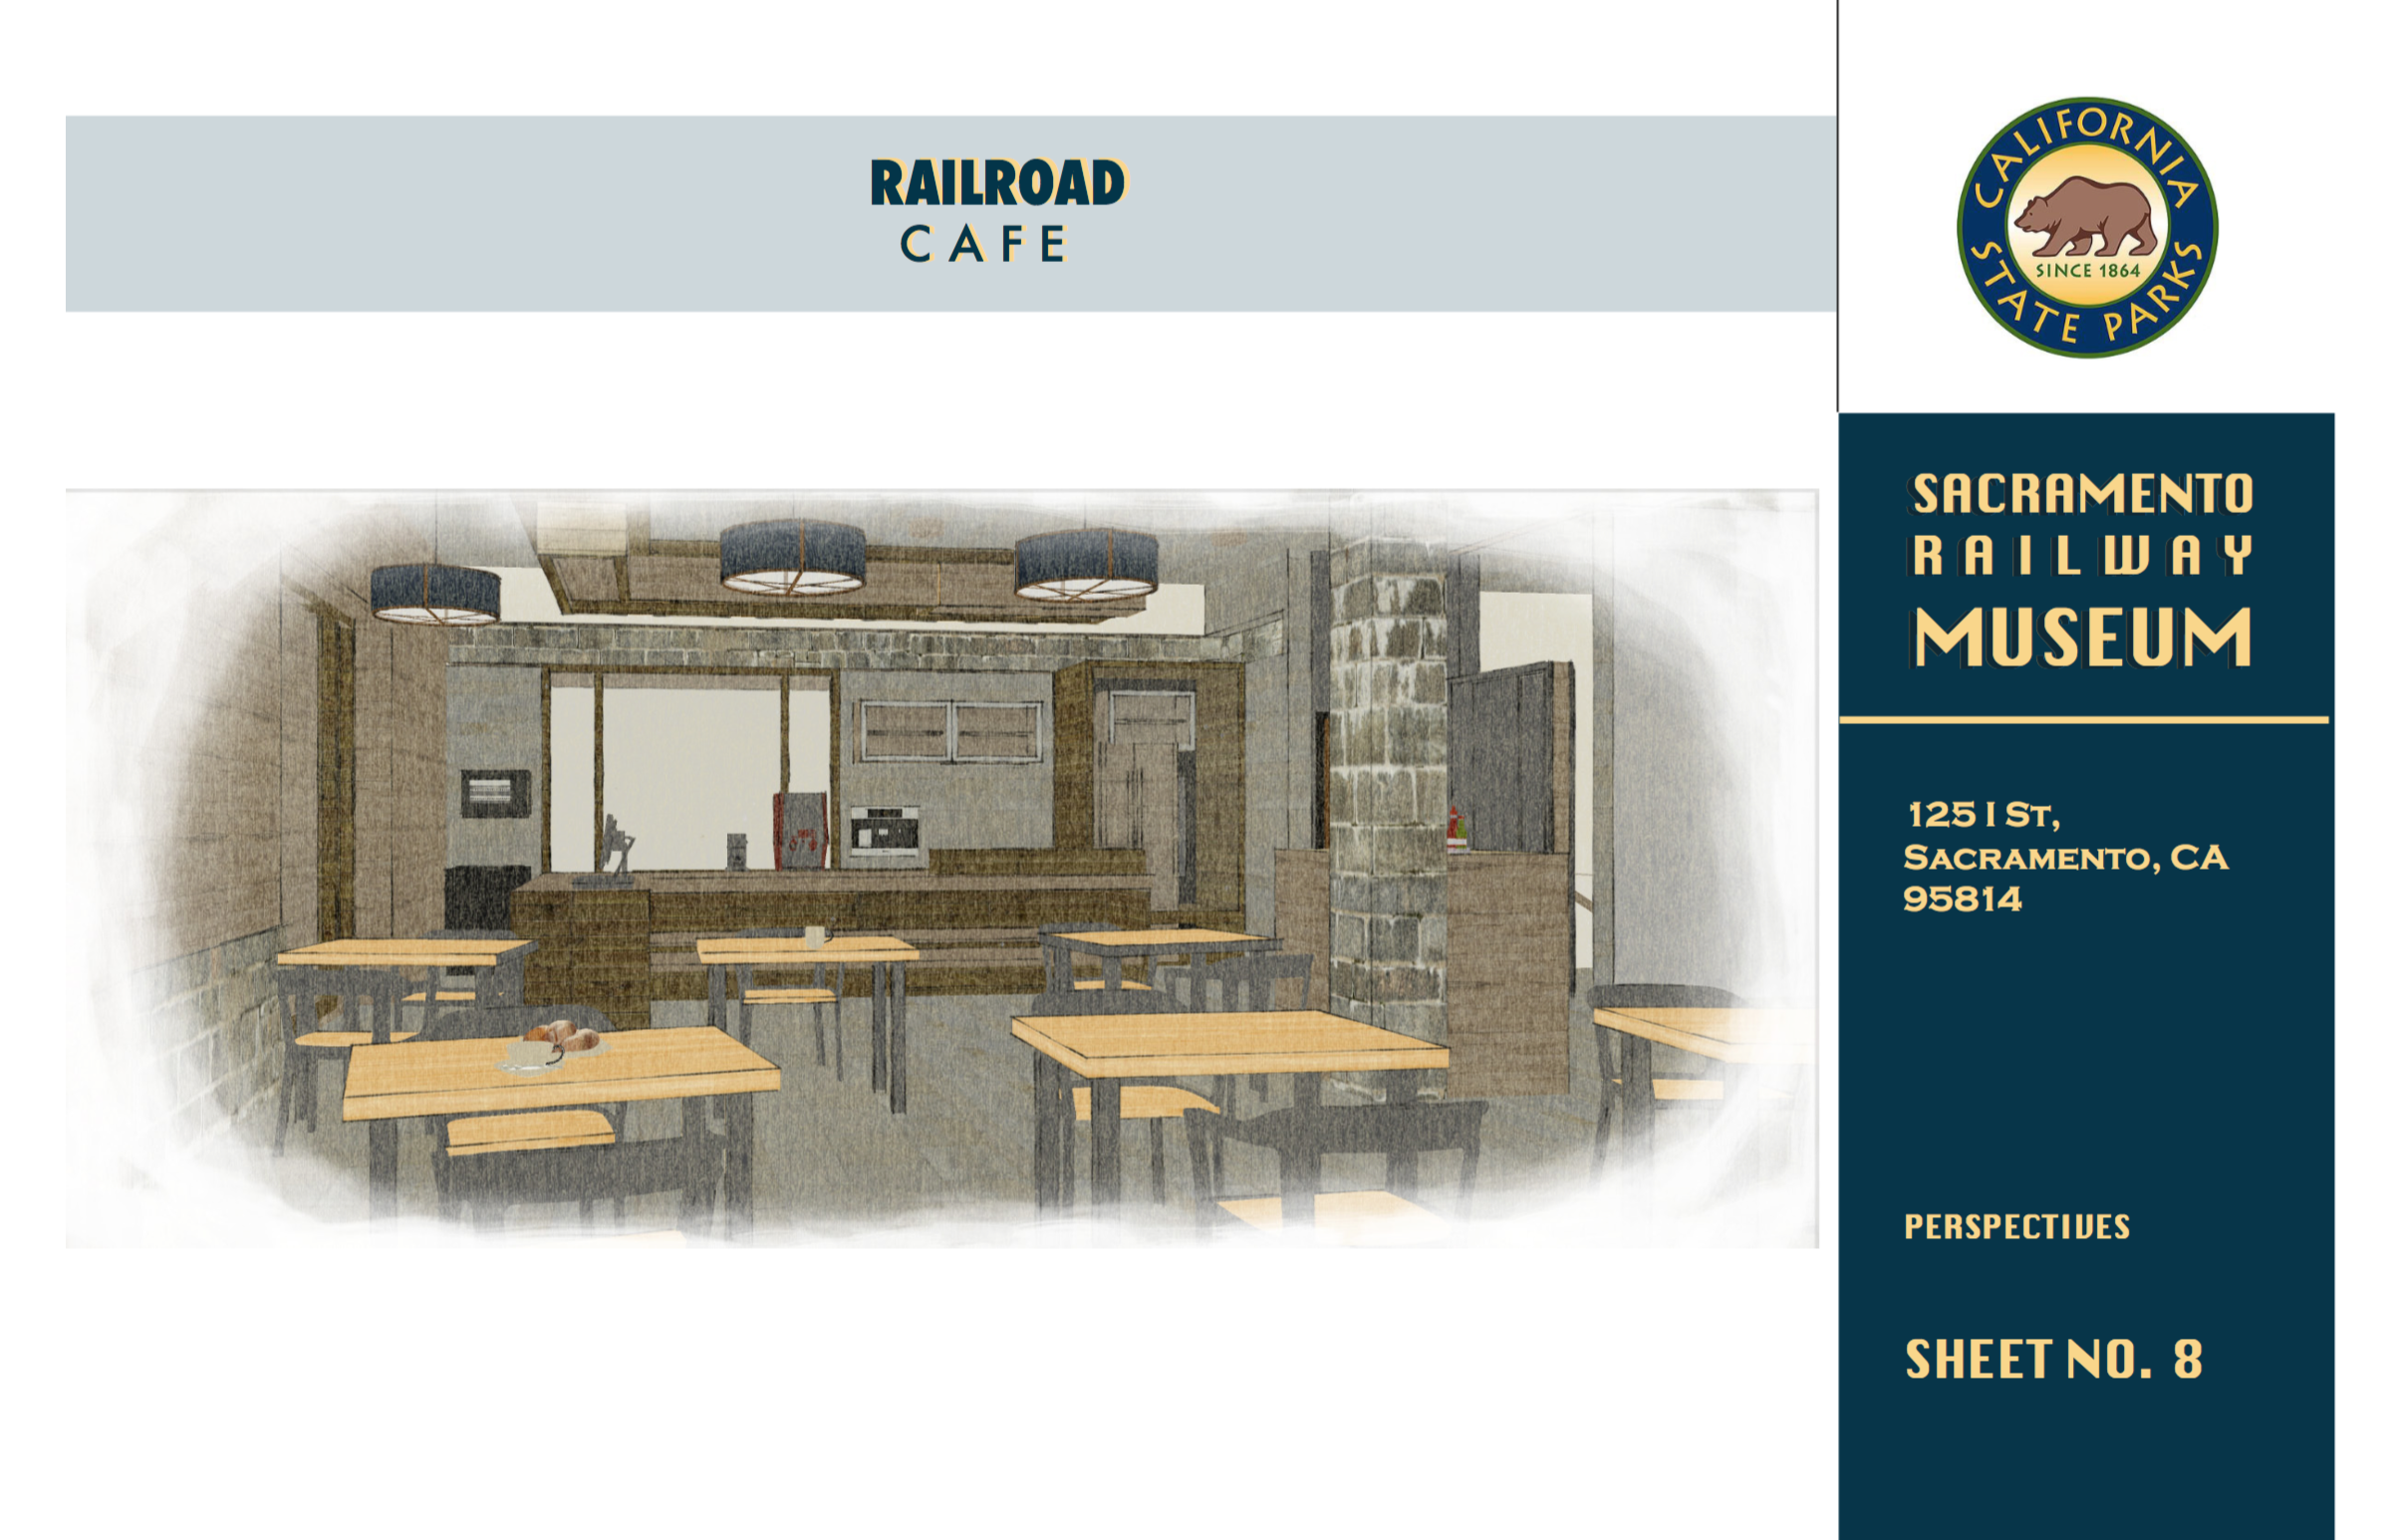 RAILROAD
CAFE
CALIFORNIA
STATE PARKS
SINCE 1864
SACRAMENTO
RAILWAY
MUSEUM
125 I St,
Sacramento, CA
95814
PERSPECTIVES
SHEET NO. 8